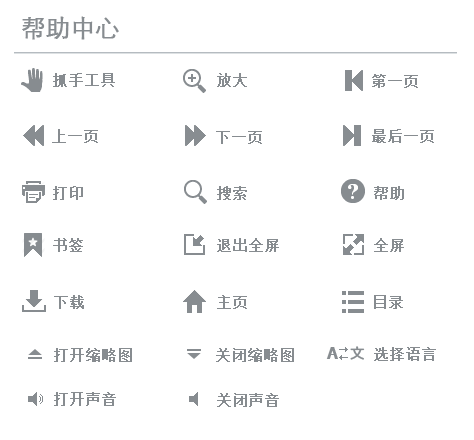 帮助中心
抓手工具 放大 第一页
上一页 下一页 最后一页
打印 搜索 帮助
书签 退出全屏 全屏
下载 主页 目录
打开缩略图 关闭缩略图 A⇄文 选择语言
打开声音 关闭声音